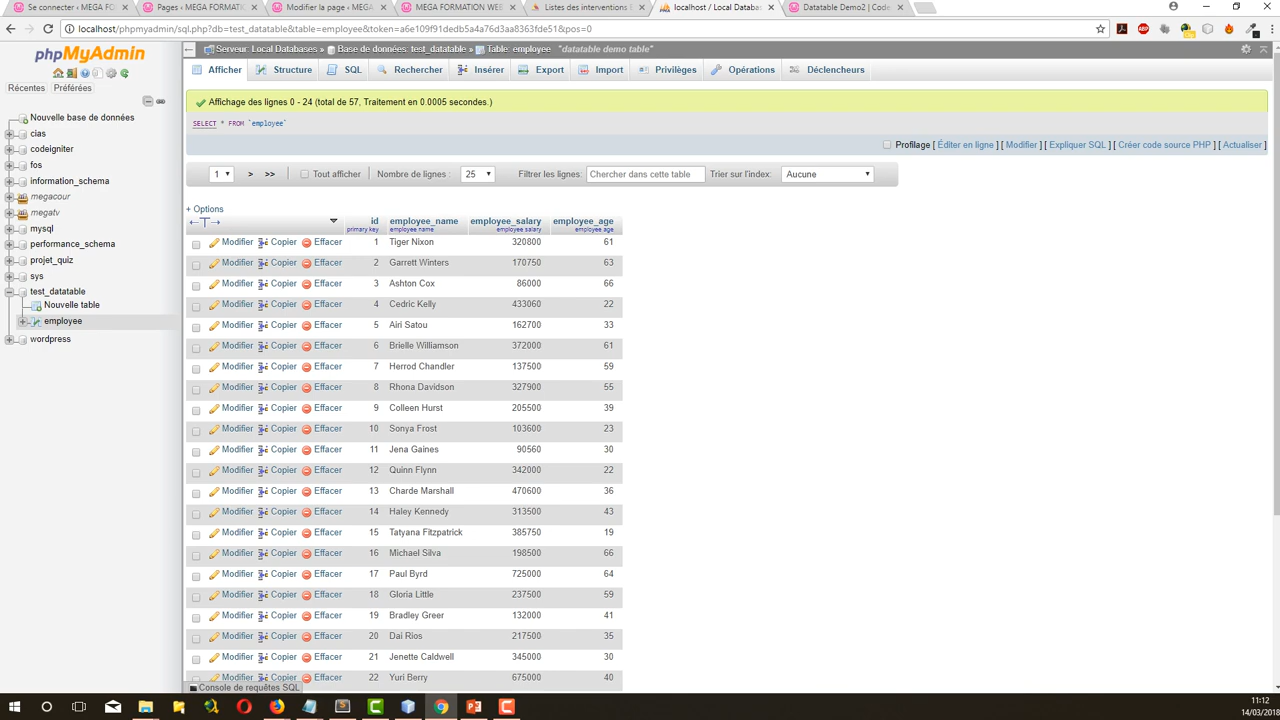 Se connecter ‹ MEGA FO
Pages ‹ MEGA FORMATIO
Modifier la page ‹ MEGA
MEGA FORMATION WEB
Listes des interventions E
localhost / Local Databas
Datatable Demo2 | Code
localhost/phpmyadmin/sql.php?db=test_datatable&table=employee&token=a6e109f91dedb5a4a76d3aa8363fde51&pos=0
phpMyAdmin
Récentes Préférées
Nouvelle base de données
cias
codeigniter
fos
information_schema
megacour
megatv
mysql
performance_schema
projet_quiz
sys
test_datatable
Nouvelle table
employee
wordpress
Serveur: Local Databases » Base de données: test_datatable » Table: employee "datatable demo table"
Afficher Structure SQL Rechercher Insérer Export Import Privilèges Opérations Déclencheurs
Affichage des lignes 0 - 24 (total de 57, Traitement en 0.0005 secondes.)
SELECT * FROM `employee`
Profilage [ Éditer en ligne ] [ Modifier ] [ Expliquer SQL ] [ Créer code source PHP ] [ Actualiser ]
1 > >> Tout afficher Nombre de lignes : 25 Filtrer les lignes: Chercher dans cette table Trier sur l'index: Aucune
+ Options
id employee_name employee_salary employee_age
primary key employee name employee salary employee age
Modifier Copier Effacer 1 Tiger Nixon 320800 61
Modifier Copier Effacer 2 Garrett Winters 170750 63
Modifier Copier Effacer 3 Ashton Cox 86000 66
Modifier Copier Effacer 4 Cedric Kelly 433060 22
Modifier Copier Effacer 5 Airi Satou 162700 33
Modifier Copier Effacer 6 Brielle Williamson 372000 61
Modifier Copier Effacer 7 Herrod Chandler 137500 59
Modifier Copier Effacer 8 Rhona Davidson 327900 55
Modifier Copier Effacer 9 Colleen Hurst 205500 39
Modifier Copier Effacer 10 Sonya Frost 103600 23
Modifier Copier Effacer 11 Jena Gaines 90560 30
Modifier Copier Effacer 12 Quinn Flynn 342000 22
Modifier Copier Effacer 13 Charde Marshall 470600 36
Modifier Copier Effacer 14 Haley Kennedy 313500 43
Modifier Copier Effacer 15 Tatyana Fitzpatrick 385750 19
Modifier Copier Effacer 16 Michael Silva 198500 66
Modifier Copier Effacer 17 Paul Byrd 725000 64
Modifier Copier Effacer 18 Gloria Little 237500 59
Modifier Copier Effacer 19 Bradley Greer 132000 41
Modifier Copier Effacer 20 Dai Rios 217500 35
Modifier Copier Effacer 21 Jenette Caldwell 345000 30
Modifier Copier Effacer 22 Yuri Berry 675000 40
Console de requêtes SQL
11:12
14/03/2018